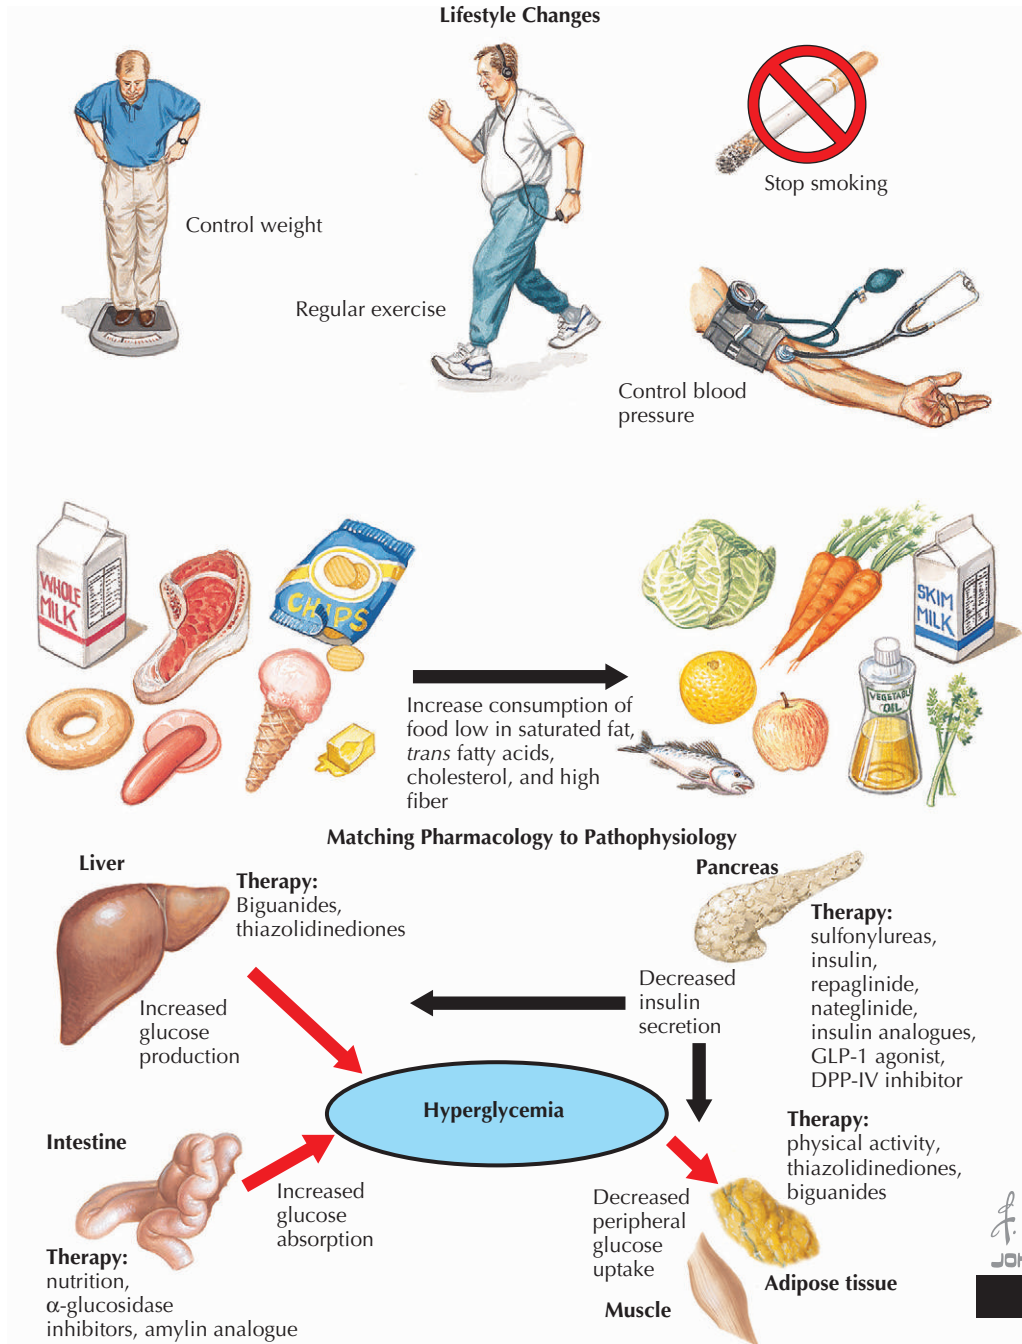 Lifestyle Changes
Control weight
Regular exercise
Stop smoking
Control blood
pressure
WHOLE
MILK
CHIPS
SKIM
MILK
VEGETABLE
OIL
Increase consumption of
food low in saturated fat,
trans fatty acids,
cholesterol, and high
fiber
Matching Pharmacology to Pathophysiology
Liver
Therapy:
Biguanides,
thiazolidinediones
Increased
glucose
production
Pancreas
Therapy:
sulfonylureas,
insulin,
repaglinide,
nateglinide,
insulin analogues,
GLP-1 agonist,
DPP-IV inhibitor
Decreased
insulin
secretion
Hyperglycemia
Intestine
Increased
glucose
absorption
Therapy:
nutrition,
α-glucosidase
inhibitors, amylin analogue
Therapy:
physical activity,
thiazolidinediones,
biguanides
Decreased
peripheral
glucose
uptake
Adipose tissue
Muscle